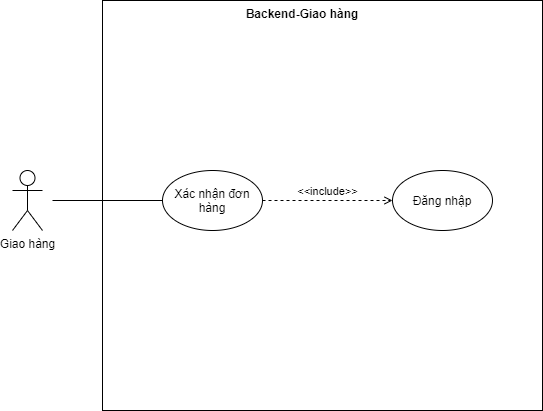 Backend-Giao hàng
Xác nhận đơn
hàng
<<include>>
Đăng nhập
Giao hàng